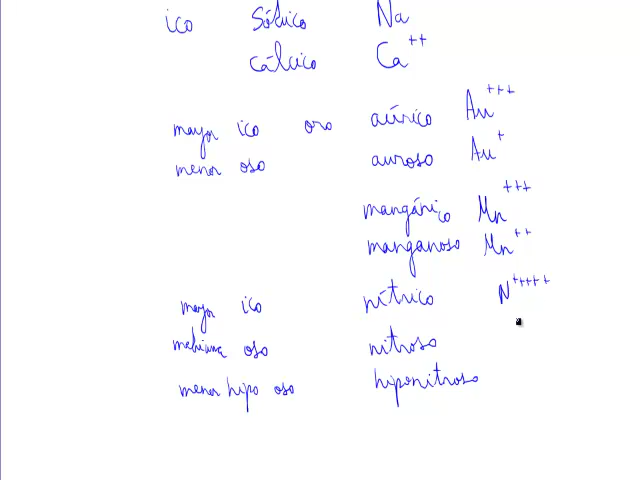 ico sódico Na
cálcico Ca++
mayor ico oro aúrico Au+++
menor oso auroso Au+
mangánico Mn+++
manganoso Mn++
mayor ico nítrico N++++
mediana oso nitroso
menor hipo oso hiponitroso